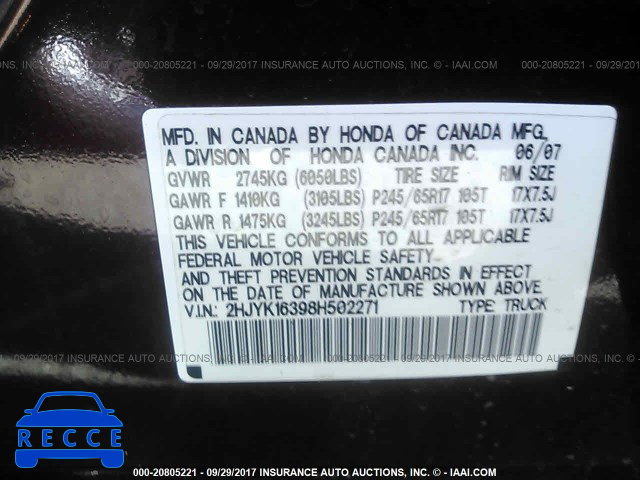 000-20805221 - 09/29/2017 INSURANCE AUTO AUCTIONS, INC. © - IAAI.COM
000-20805221 - 09/29/2017
MFD. IN CANADA BY HONDA OF CANADA MFG.,
A DIVISION OF HONDA CANADA INC. 06/07
GVWR 2745KG (6050LBS) TIRE SIZE RIM SIZE
GAWR F 1410KG (3105LBS) P245/65R17 105T 17X7.5J
GAWR R 1475KG (3245LBS) P245/65R17 105T 17X7.5J
THIS VEHICLE CONFORMS TO ALL APPLICABLE
FEDERAL MOTOR VEHICLE SAFETY
AND THEFT PREVENTION STANDARDS IN EFFECT
ON THE DATE OF MANUFACTURE SHOWN ABOVE.
V.I.N.: 2HJYK16398H502271 TYPE: TRUCK
RECCE
000-20805221 - 09/29/2017 INSURANCE AUTO AUCTIONS, INC. © - IAAI.COM